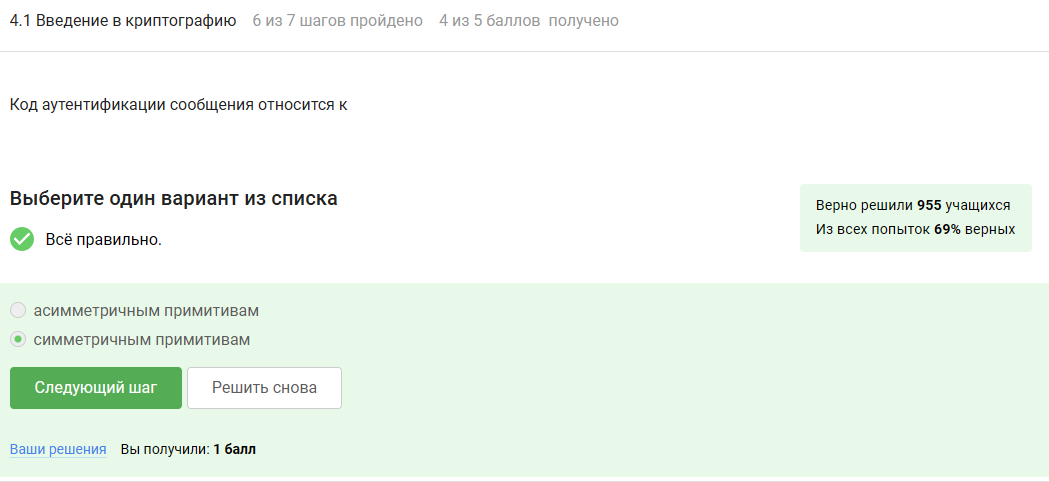 4.1 Введение в криптографию 6 из 7 шагов пройдено 4 из 5 баллов получено
Код аутентификации сообщения относится к
Выберите один вариант из списка
Всё правильно.
Верно решили 955 учащихся
Из всех попыток 69% верных
асимметричным примитивам
симметричным примитивам
Следующий шаг Решить снова
Ваши решения Вы получили: 1 балл